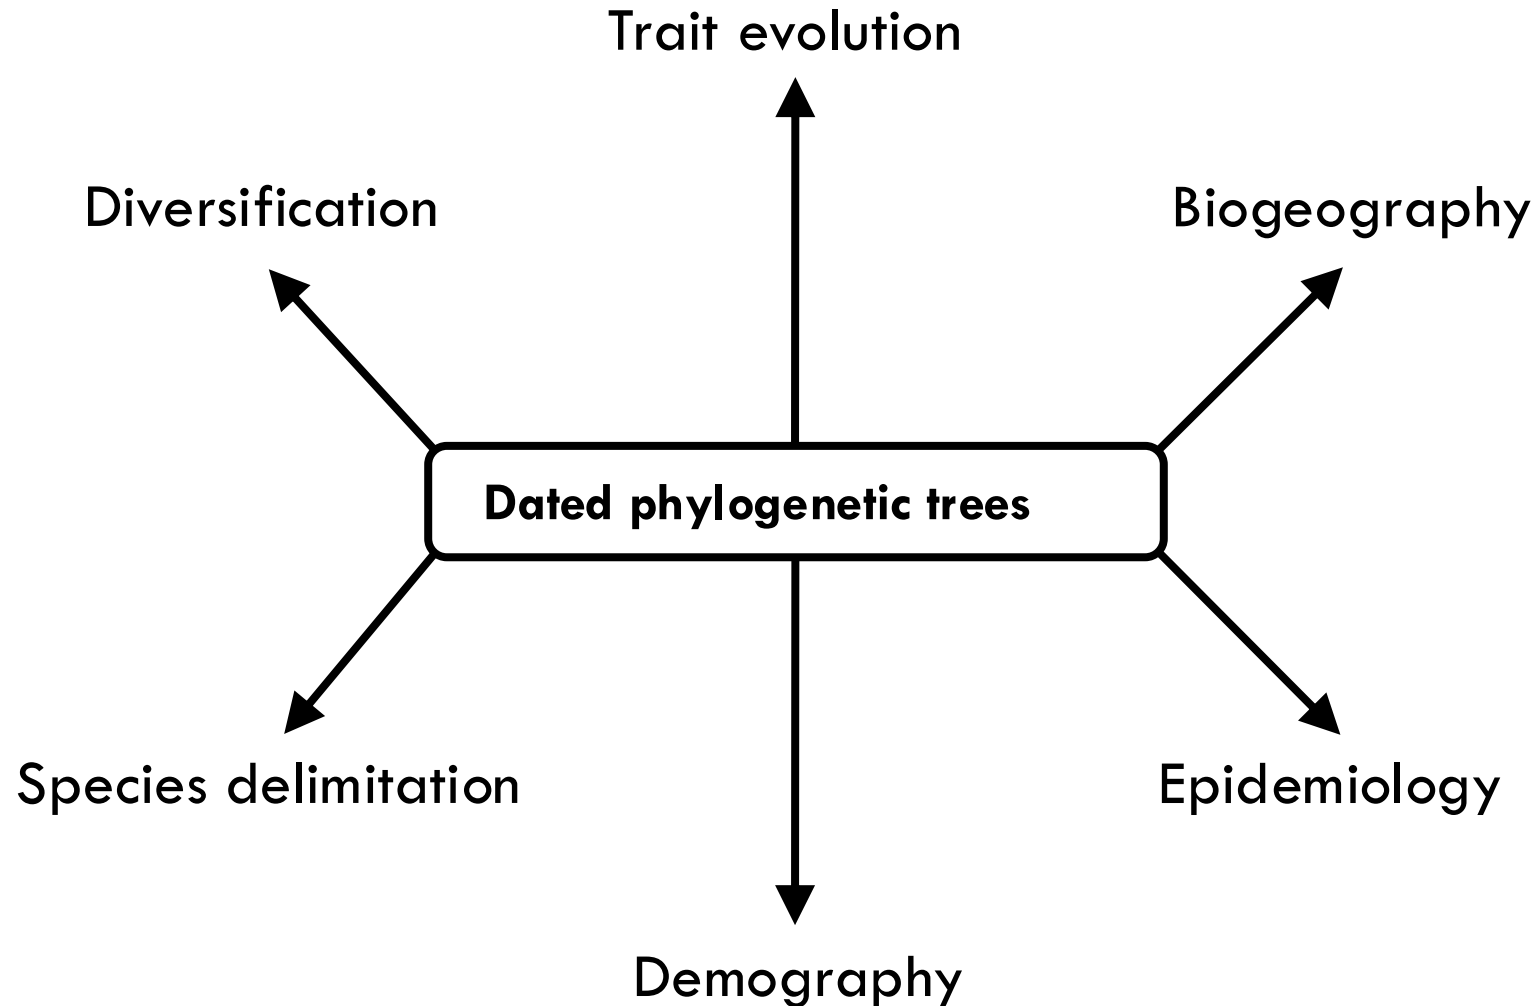 Trait evolution
Diversification
Biogeography
Dated phylogenetic trees
Species delimitation
Epidemiology
Demography